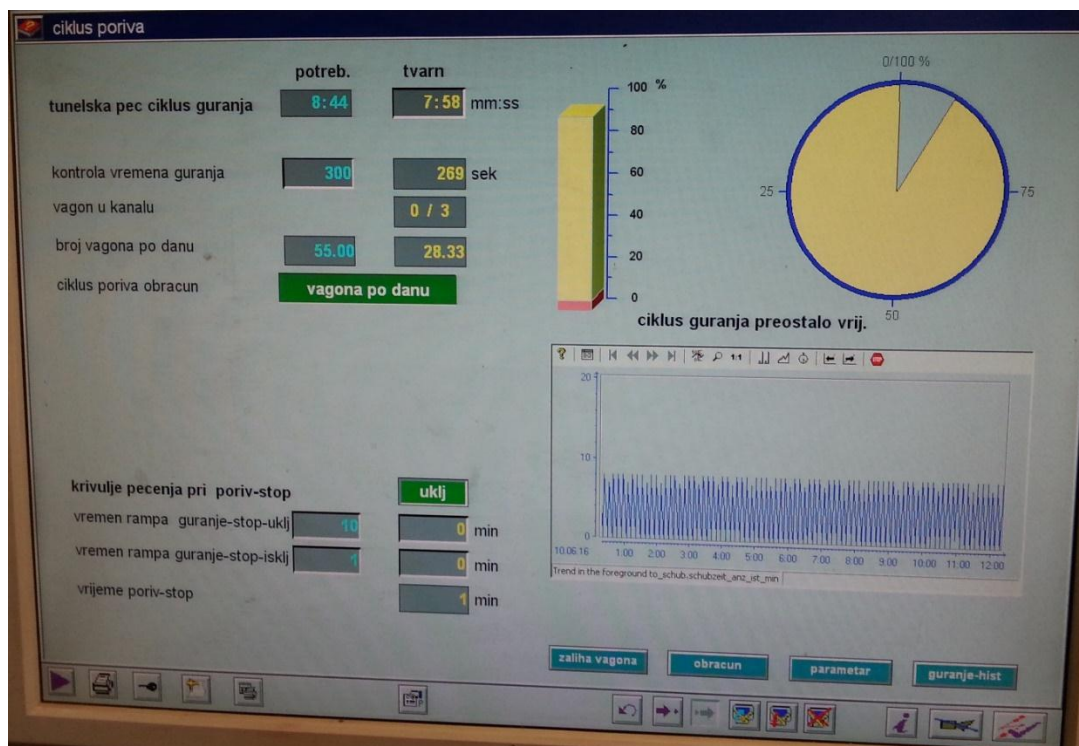 ciklus poriva
potreb. tvarn
tunelska pec ciklus guranja 8:44 7:58 mm:ss
kontrola vremena guranja 300 269 sek
vagon u kanalu 0 / 3
broj vagona po danu 55.00 28.33
ciklus poriva obracun vagona po danu
100 %
80
60
40
20
0
0/100 %
25
75
50
ciklus guranja preostalo vrij.
? 1:1 STOP
20
10
0
10.06.16 1:00 2:00 3:00 4:00 5:00 6:00 7:00 8:00 9:00 10:00 11:00 12:00
Trend in the foreground to_schub.schubzeit_anz_ist_min
krivulje pecenja pri poriv-stop uklj
vremen rampa guranje-stop-uklj 10 0 min
vremen rampa guranje-stop-isklj 1 0 min
vrijeme poriv-stop 1 min
zaliha vagona obracun parametar guranje-hist